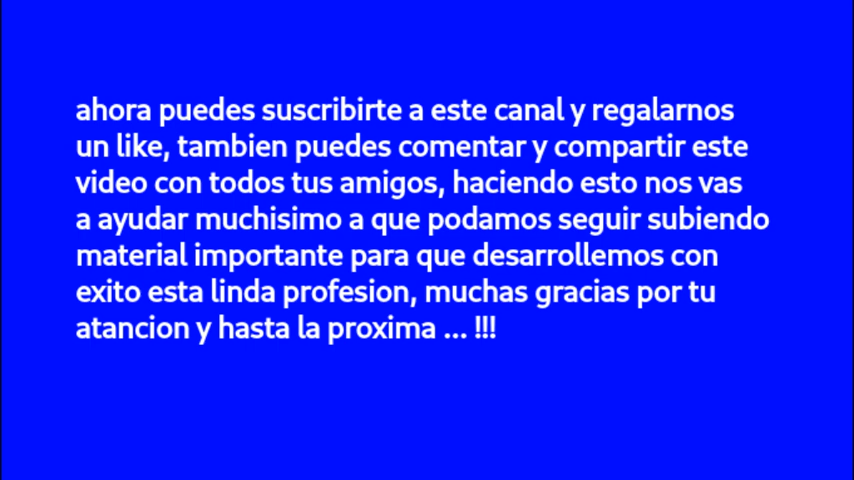 ahora puedes suscribirte a este canal y regalarnos
un like, tambien puedes comentar y compartir este
video con todos tus amigos, haciendo esto nos vas
a ayudar muchisimo a que podamos seguir subiendo
material importante para que desarrollemos con
exito esta linda profesion, muchas gracias por tu
atancion y hasta la proxima ... !!!